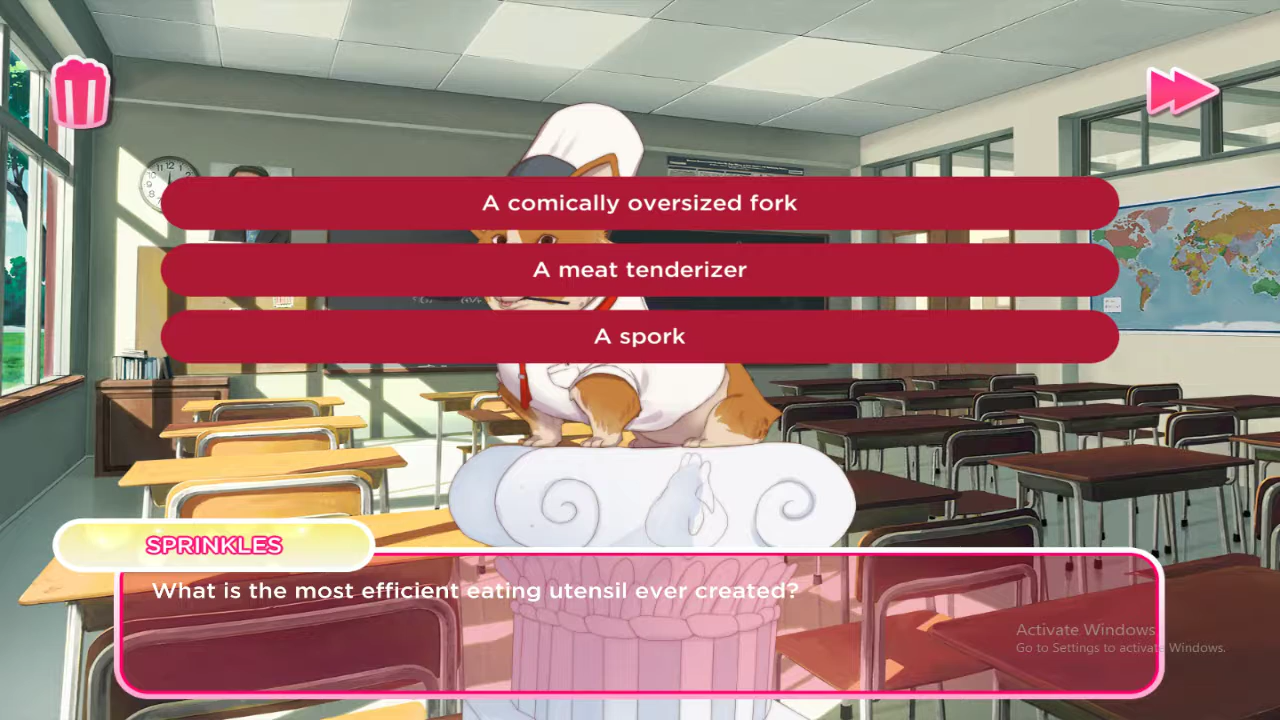 A comically oversized fork
A meat tenderizer
A spork
SPRINKLES
What is the most efficient eating utensil ever created?
Activate Windows
Go to Settings to activate Windows.